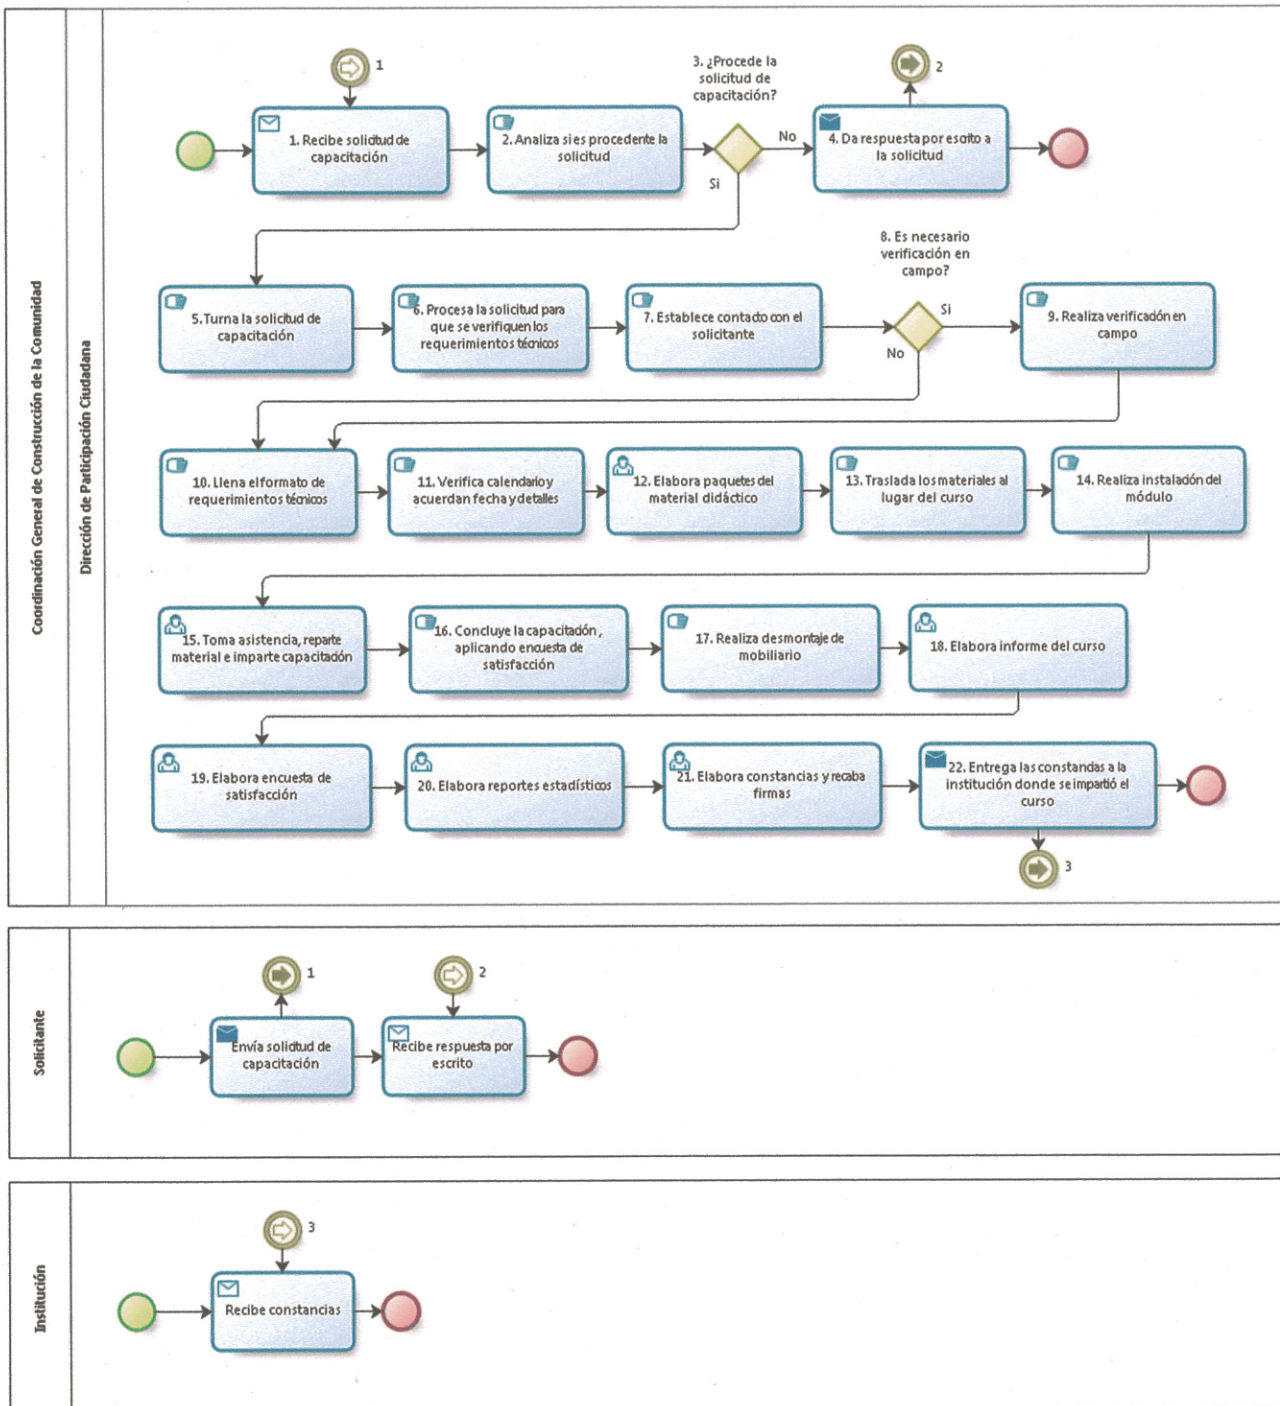 Coordinación General de Construcción de la Comunidad
Dirección de Participación Ciudadana
1
3. ¿Procede la
solicitud de
capacitación?
2
1. Recibe solicitud de
capacitación
2. Analiza si es procedente la
solicitud
No
4. Da respuesta por escrito a
la solicitud
Si
8. Es necesario
verificación en
campo?
5.Turna la solicitud de
capacitación
6. Procesa la solicitud para
que se verifiquen los
requerimientos técnicos
7. Establece contacto con el
solicitante
Si
No
9. Realiza verificación en
campo
10. Llena el formato de
requerimientos técnicos
11. Verifica calendario y
acuerdan fecha y detalles
12. Elabora paquetes del
material didáctico
13. Traslada los materiales al
lugar del curso
14. Realiza instalación del
módulo
15. Toma asistencia, reparte
material e imparte capacitación
16. Concluye la capacitación,
aplicando encuesta de
satisfacción
17. Realiza desmontaje de
mobiliario
18. Elabora informe del curso
19. Elabora encuesta de
satisfacción
20. Elabora reportes estadísticos
21. Elabora constancias y recaba
firmas
22. Entrega las constancias a la
institución donde se impartió el
curso
3
Solicitante
1
2
Envía solicitud de
capacitación
Recibe respuesta por
escrito
Institución
3
Recibe constancias